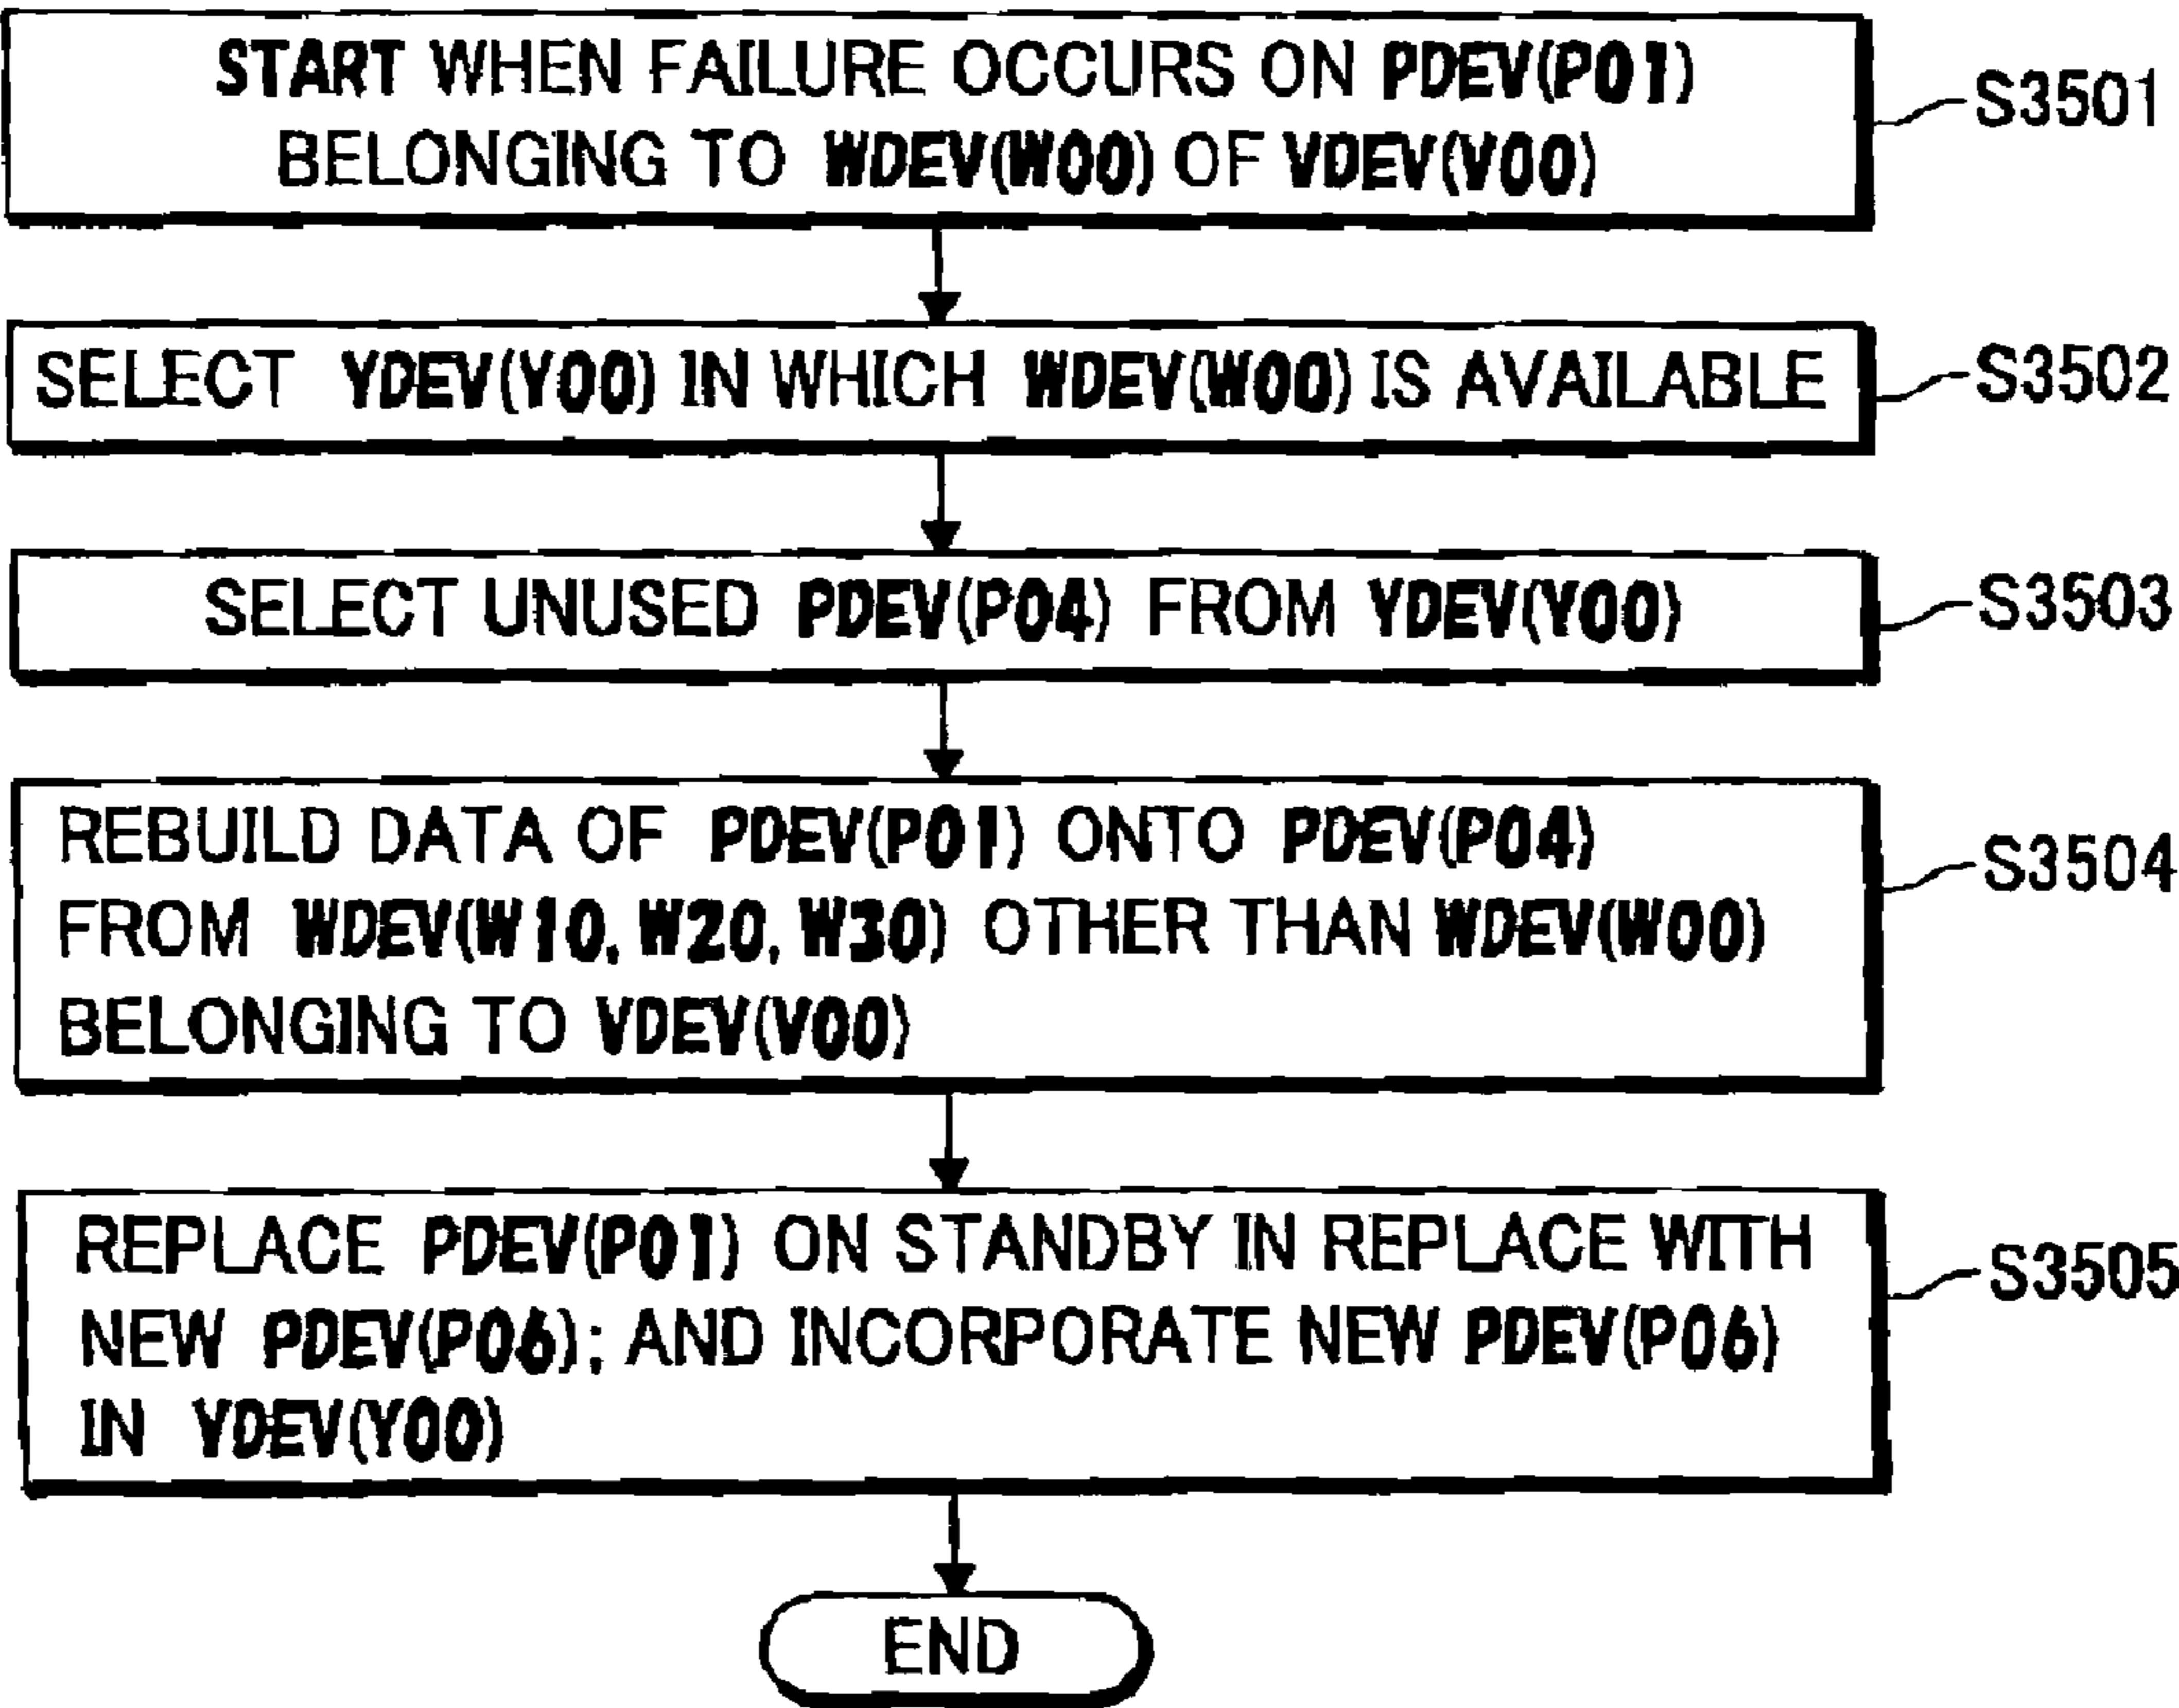 START WHEN FAILURE OCCURS ON PDEV(P01)
BELONGING TO WDEV(W00) OF VDEV(V00)
S3501
SELECT YDEV(Y00) IN WHICH WDEV(W00) IS AVAILABLE
S3502
SELECT UNUSED PDEV(P04) FROM YDEV(Y00)
S3503
REBUILD DATA OF PDEV(P01) ONTO PDEV(P04)
FROM WDEV(W10, W20, W30) OTHER THAN WDEV(W00)
BELONGING TO VDEV(V00)
S3504
REPLACE PDEV(P01) ON STANDBY IN REPLACE WITH
NEW PDEV(P06); AND INCORPORATE NEW PDEV(P06)
IN YDEV(Y00)
S3505
END